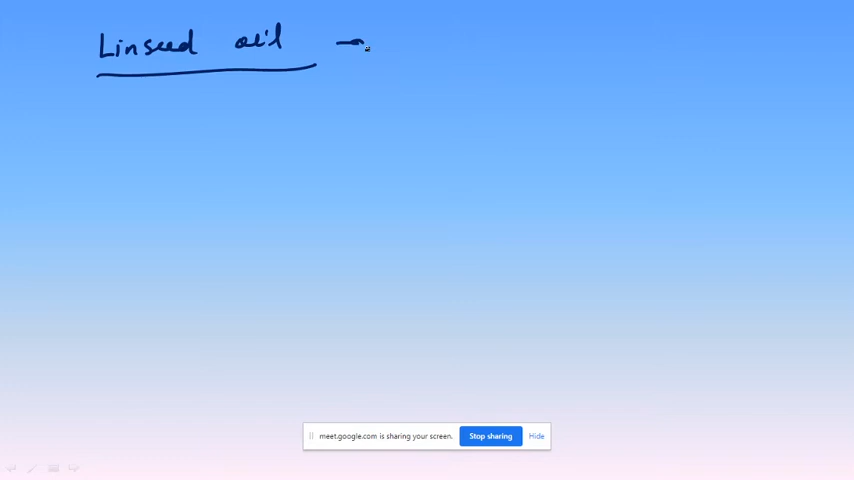 Linseed oil →
meet.google.com is sharing your screen. Stop sharing Hide